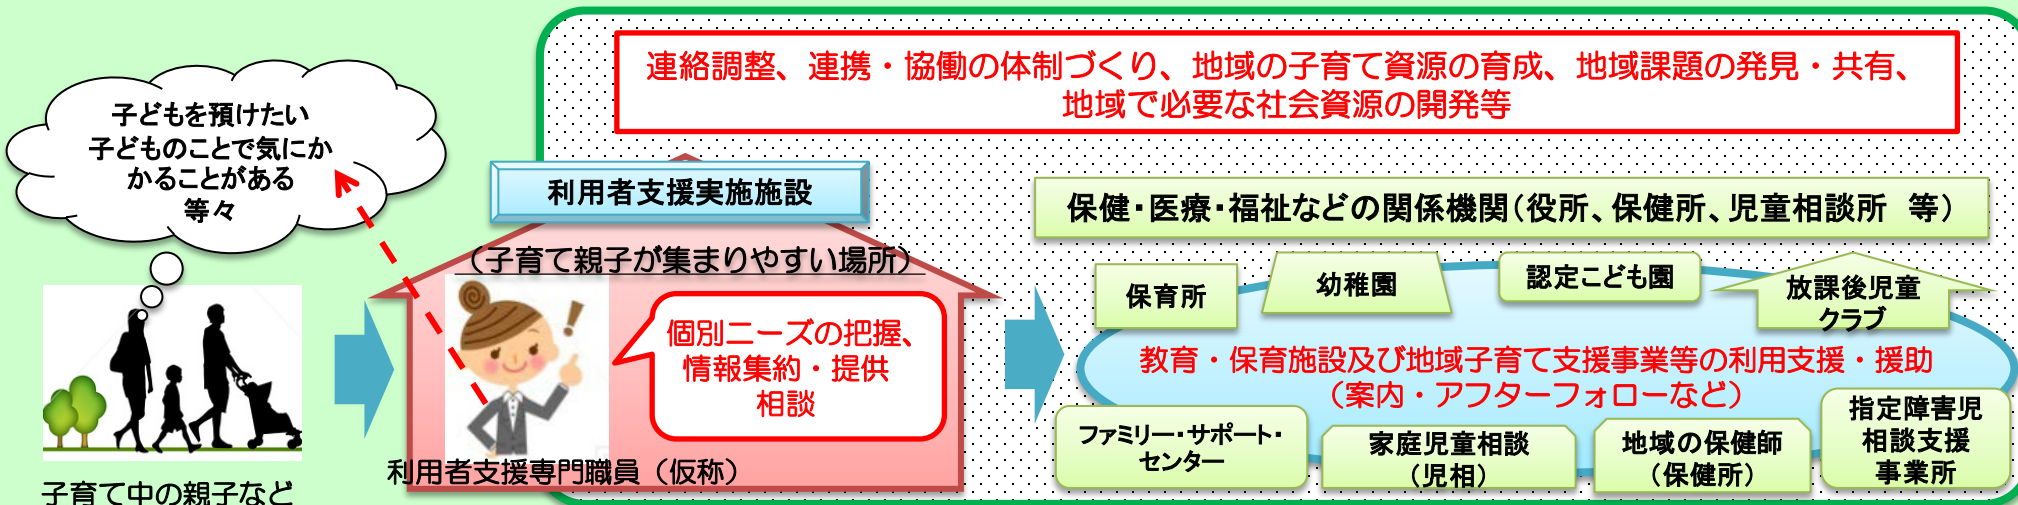 連絡調整、連携・協働の体制づくり、地域の子育て資源の育成、地域課題の発見・共有、
地域で必要な社会資源の開発等
子どもを預けたい
子どものことで気にか
かることがある
等々
利用者支援実施施設
（子育て親子が集まりやすい場所）
個別ニーズの把握、
情報集約・提供
相談
利用者支援専門職員（仮称）
子育て中の親子など
保健・医療・福祉などの関係機関（役所、保健所、児童相談所　等）
保育所
幼稚園
認定こども園
放課後児童
クラブ
教育・保育施設及び地域子育て支援事業等の利用支援・援助
（案内・アフターフォローなど）
ファミリー・サポート・
センター
家庭児童相談
（児相）
地域の保健師
（保健所）
指定障害児
相談支援
事業所